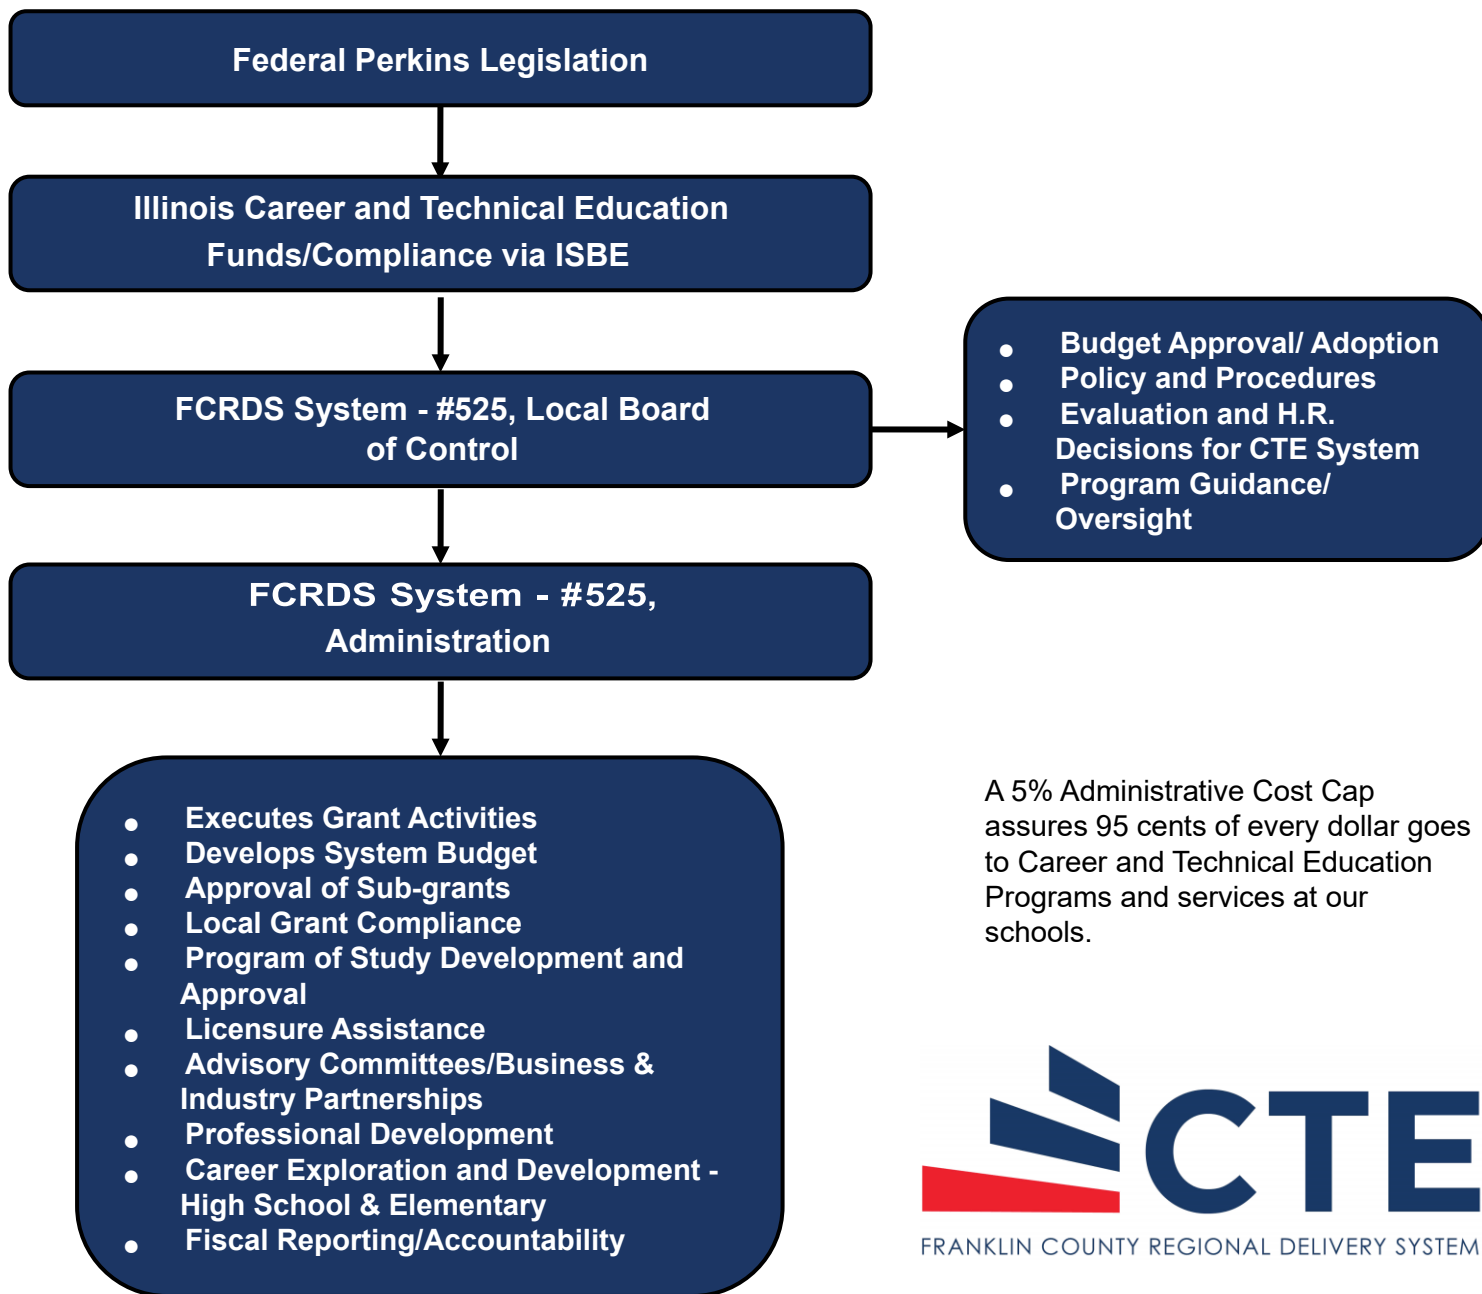 Federal Perkins Legislation
Illinois Career and Technical Education
Funds/Compliance via ISBE
FCRDS System - #525, Local Board
of Control
● Budget Approval/ Adoption
● Policy and Procedures
● Evaluation and H.R.
Decisions for CTE System
● Program Guidance/
Oversight
FCRDS System - #525,
Administration
● Executes Grant Activities
● Develops System Budget
● Approval of Sub-grants
● Local Grant Compliance
● Program of Study Development and
Approval
● Licensure Assistance
● Advisory Committees/Business &
Industry Partnerships
● Professional Development
● Career Exploration and Development -
High School & Elementary
● Fiscal Reporting/Accountability
A 5% Administrative Cost Cap
assures 95 cents of every dollar goes
to Career and Technical Education
Programs and services at our
schools.
CTE
FRANKLIN COUNTY REGIONAL DELIVERY SYSTEM